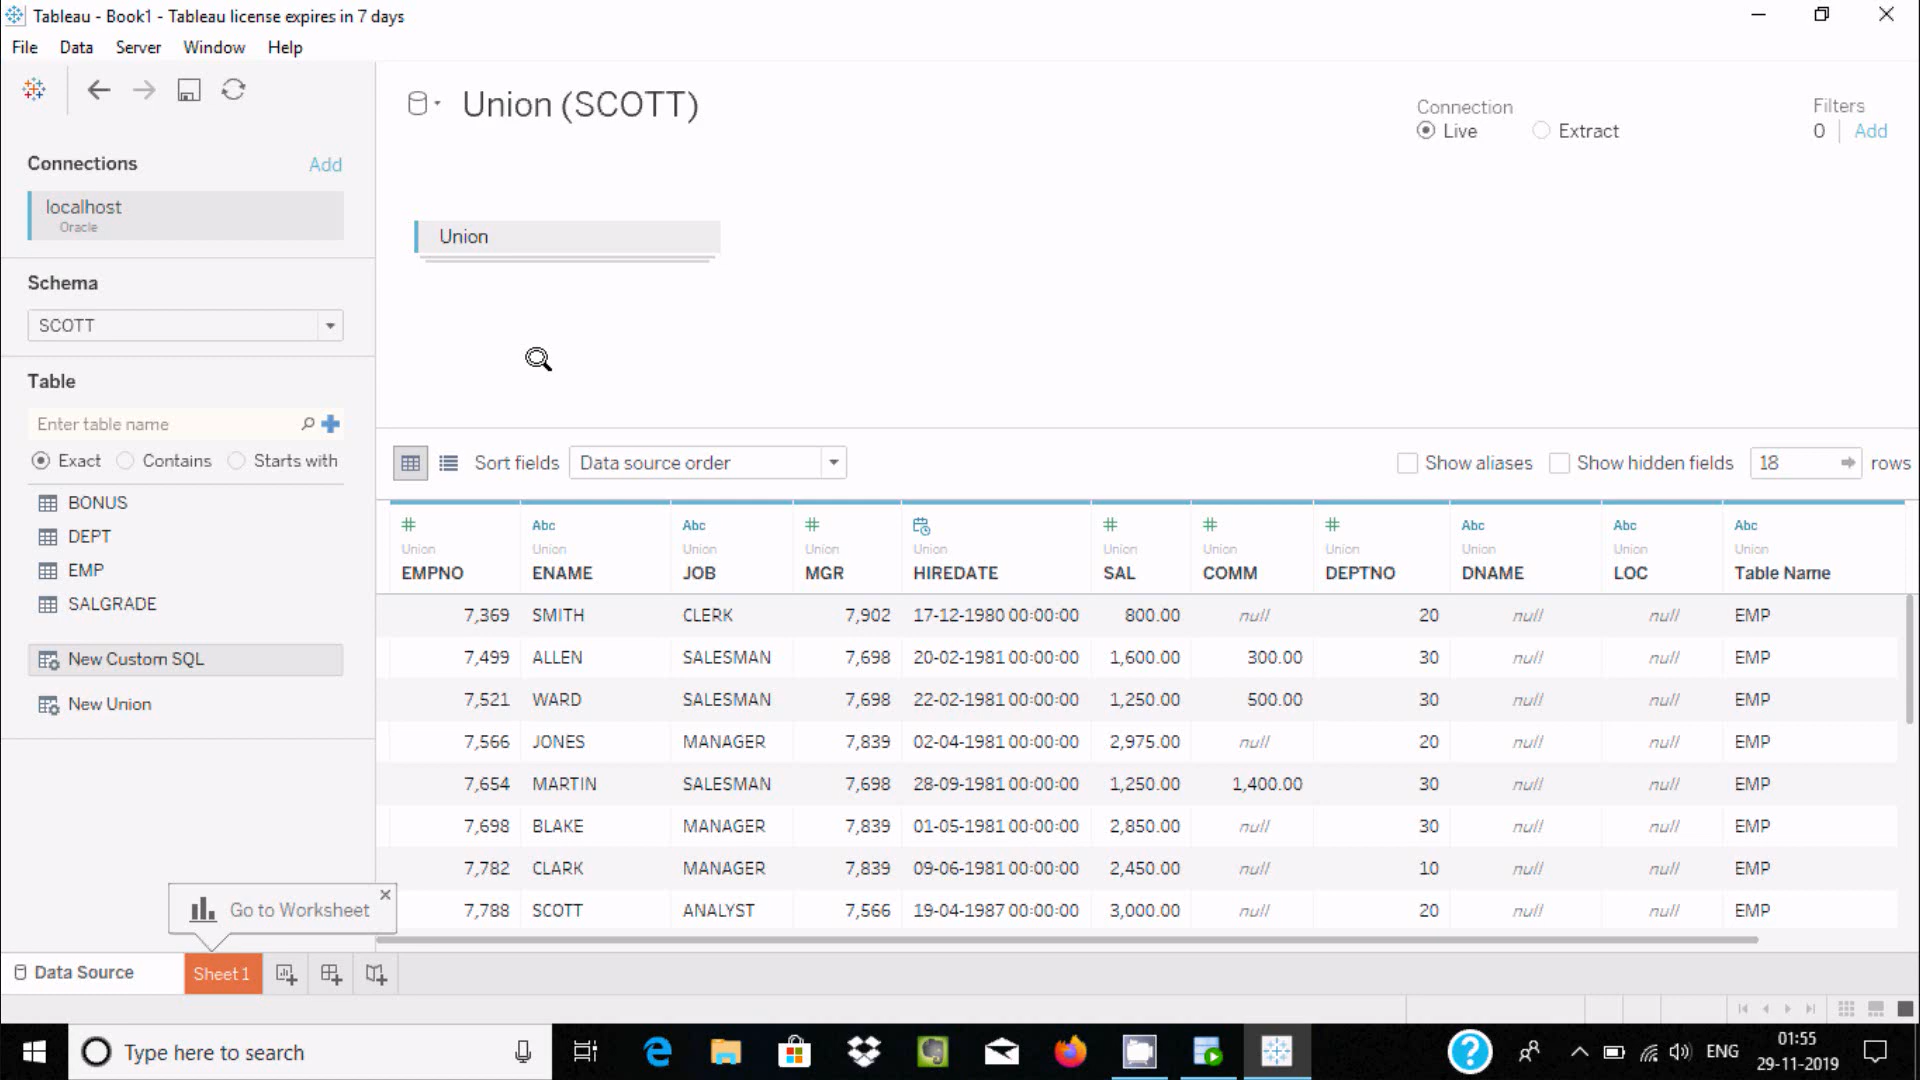 Tableau - Book1 - Tableau license expires in 7 days
File Data Server Window Help
Connections Add
localhost
Oracle
Schema
SCOTT
Table
Enter table name
Exact Contains Starts with
BONUS
DEPT
EMP
SALGRADE
New Custom SQL
New Union
Union (SCOTT)
Connection
Live Extract
Filters
0 Add
Union
Sort fields Data source order Show aliases Show hidden fields 18 rows
# Abc Abc # # # # Abc Abc Abc
Union Union Union Union Union Union Union Union Union Union Union
EMPNO ENAME JOB MGR HIREDATE SAL COMM DEPTNO DNAME LOC Table Name
7,369 SMITH CLERK 7,902 17-12-1980 00:00:00 800.00 null 20 null null EMP
7,499 ALLEN SALESMAN 7,698 20-02-1981 00:00:00 1,600.00 300.00 30 null null EMP
7,521 WARD SALESMAN 7,698 22-02-1981 00:00:00 1,250.00 500.00 30 null null EMP
7,566 JONES MANAGER 7,839 02-04-1981 00:00:00 2,975.00 null 20 null null EMP
7,654 MARTIN SALESMAN 7,698 28-09-1981 00:00:00 1,250.00 1,400.00 30 null null EMP
7,698 BLAKE MANAGER 7,839 01-05-1981 00:00:00 2,850.00 null 30 null null EMP
7,782 CLARK MANAGER 7,839 09-06-1981 00:00:00 2,450.00 null 10 null null EMP
7,788 SCOTT ANALYST 7,566 19-04-1987 00:00:00 3,000.00 null 20 null null EMP
Go to Worksheet
Data Source Sheet 1
Type here to search
ENG
01:55
29-11-2019